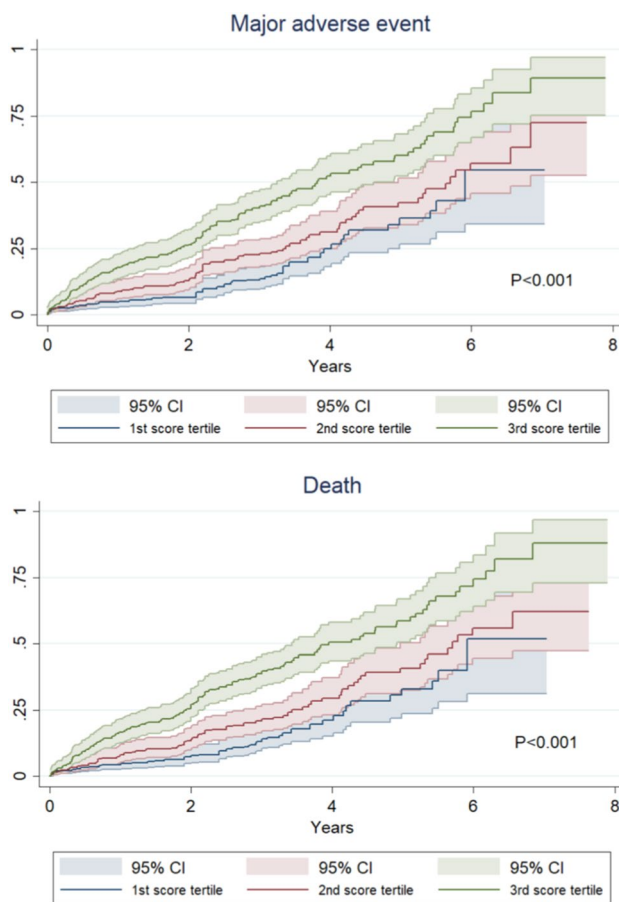 Major adverse event
1
.75
.5
.25
0
P<0.001
0 2 4 6 8
Years
95% CI 95% CI 95% CI
1st score tertile 2nd score tertile 3rd score tertile
Death
1
.75
.5
.25
0
P<0.001
0 2 4 6 8
Years
95% CI 95% CI 95% CI
1st score tertile 2nd score tertile 3rd score tertile